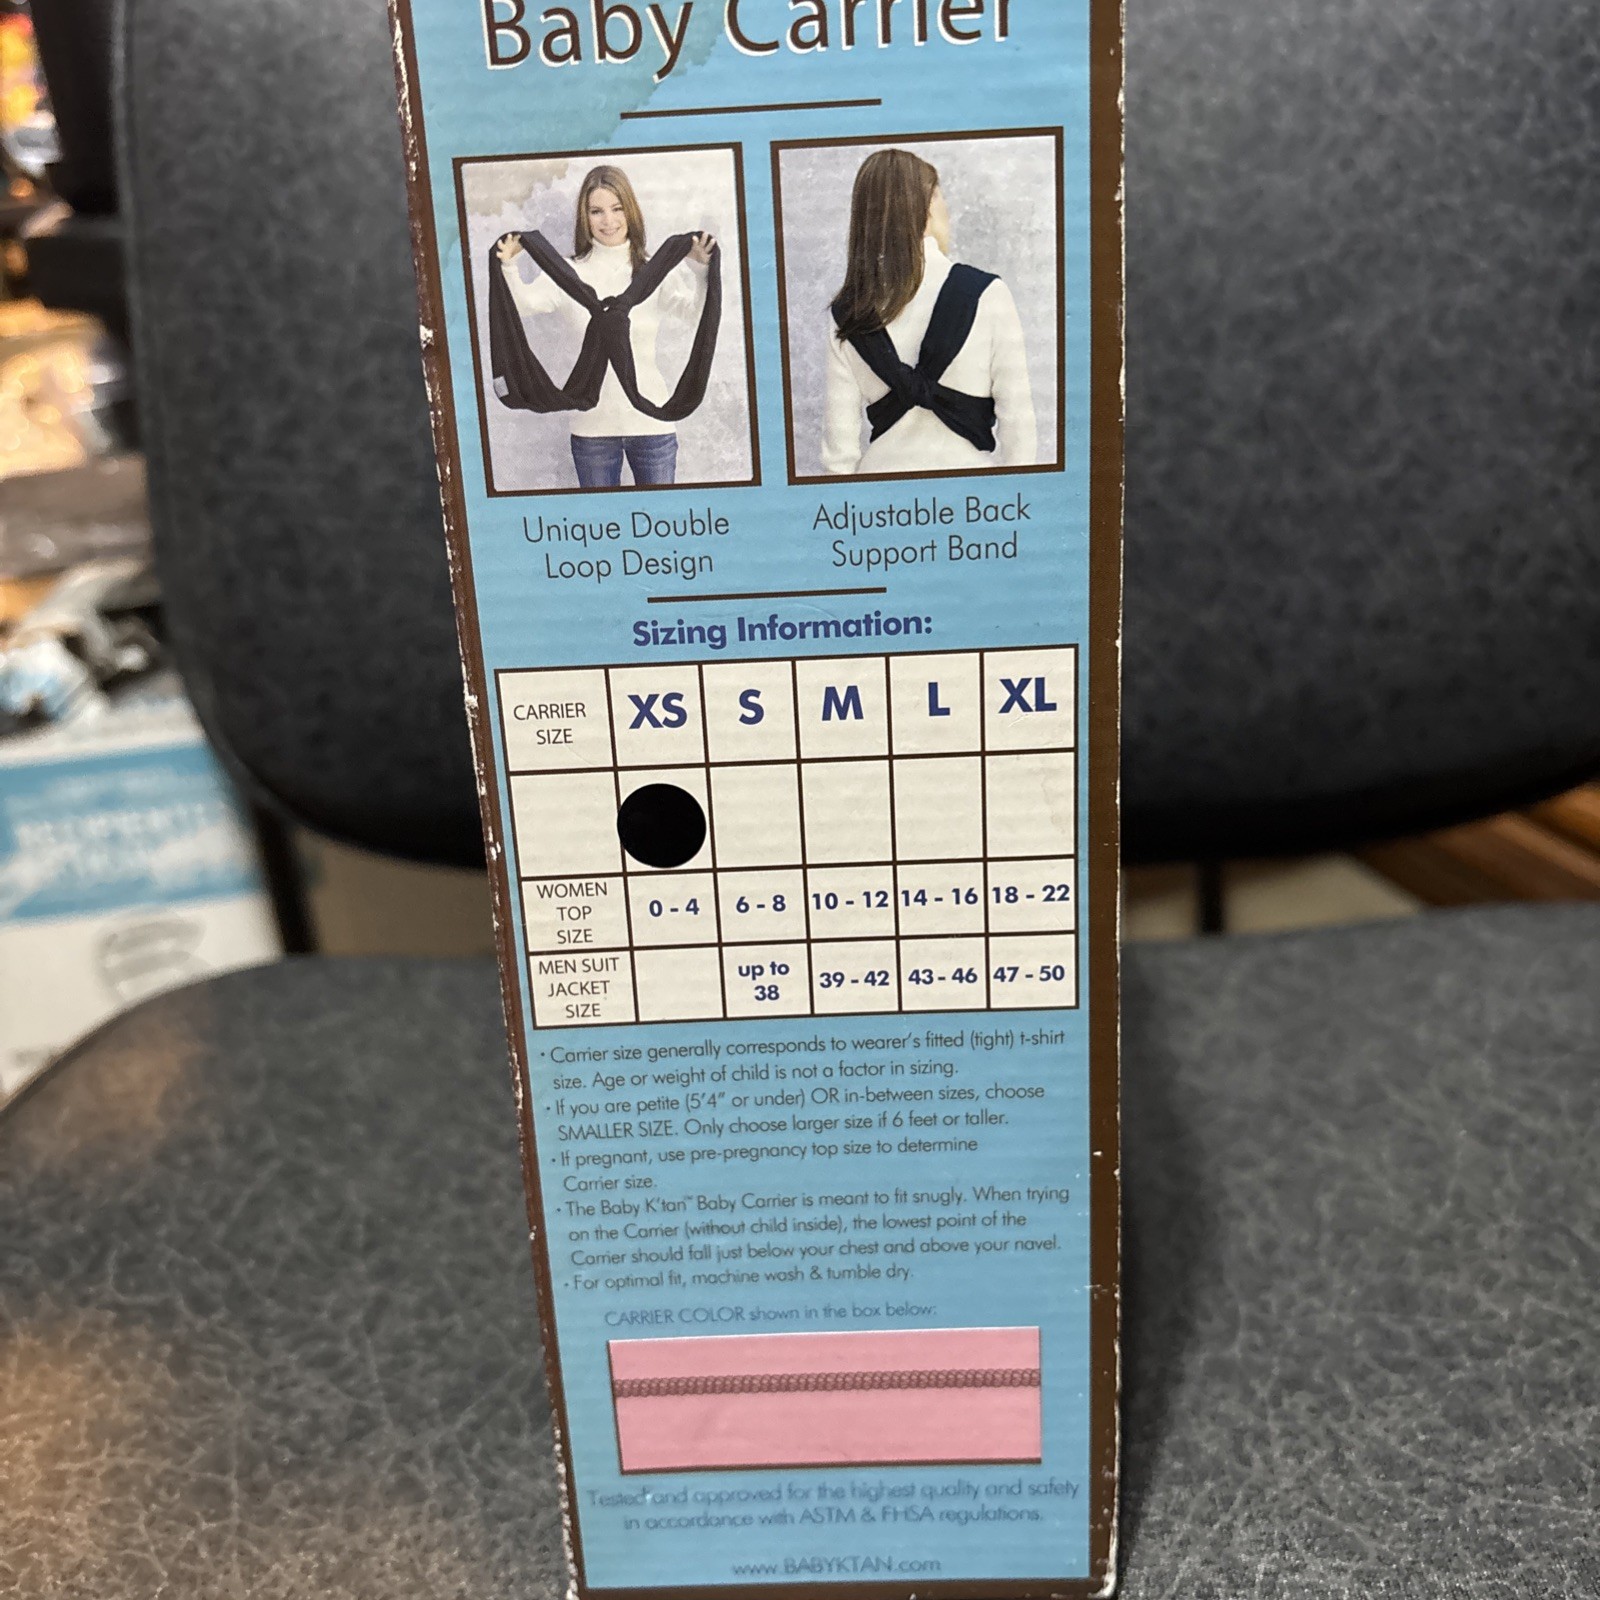 Baby Carrier
Unique Double
Loop Design
Adjustable Back
Support Band
Sizing Information:
CARRIER
SIZE
XS
S
M
L
XL
WOMEN
TOP
SIZE
0 - 4
6 - 8
10 - 12
14 - 16
18 - 22
MEN SUIT
JACKET
SIZE
up to
38
39 - 42
43 - 46
47 - 50
• Carrier size generally corresponds to wearer's fitted (tight) t-shirt
size. Age or weight of child is not a factor in sizing.
• If you are petite (5'4" or under) OR in-between sizes, choose
SMALLER SIZE. Only choose larger size if 6 feet or taller.
• If pregnant, use pre-pregnancy top size to determine
Carrier size.
• The Baby K'tan™ Baby Carrier is meant to fit snugly. When trying
on the Carrier (without child inside), the lowest point of the
Carrier should fall just below your chest and above your navel.
• For optimal fit, machine wash & tumble dry.
CARRIER COLOR shown in the box below:
Tested and approved for the highest quality and safety
in accordance with ASTM & FHSA regulations.
www.BABYKTAN.com